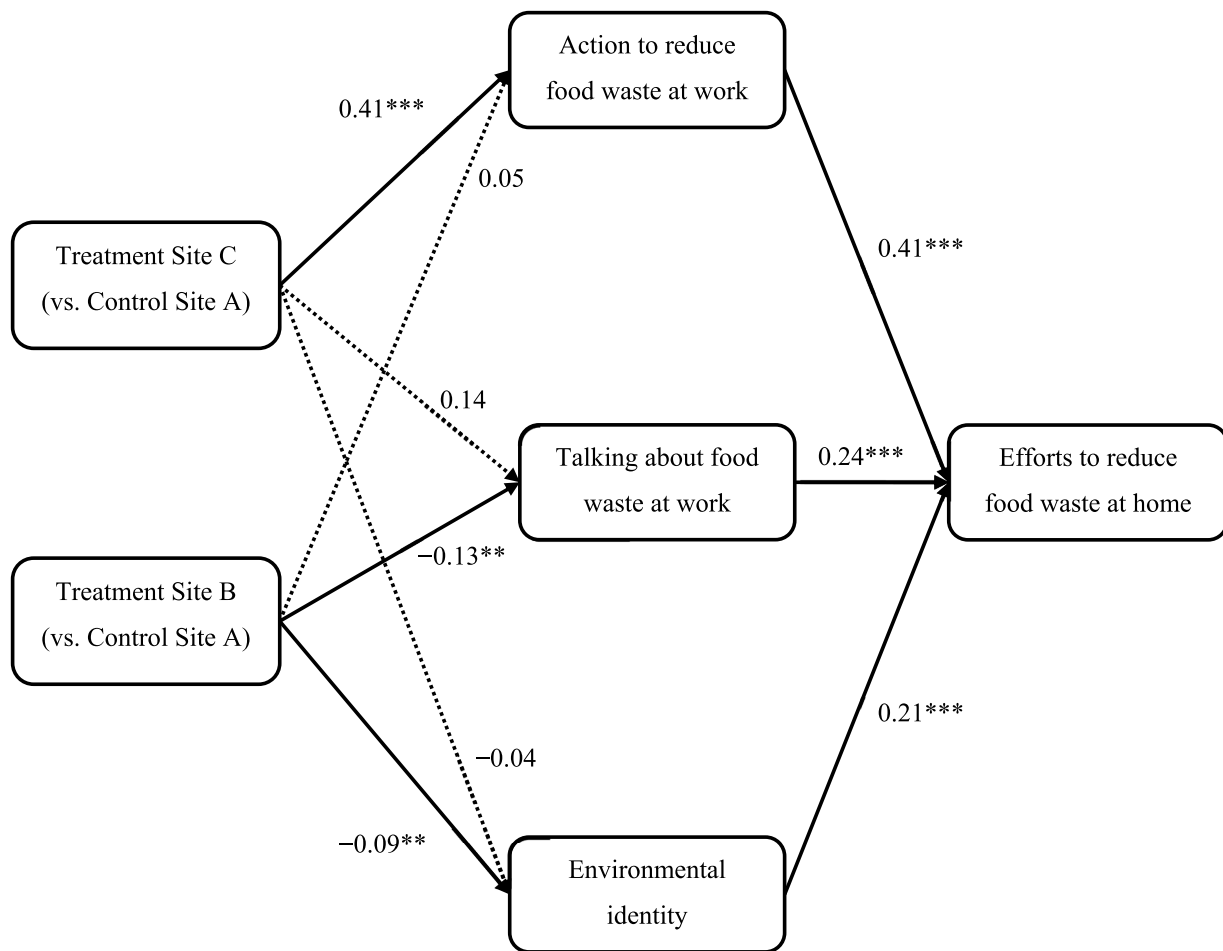 Action to reduce
food waste at work
0.41***
0.05
Treatment Site C
(vs. Control Site A)
0.41***
0.14
Talking about food
waste at work
0.24***
Efforts to reduce
food waste at home
−0.13**
Treatment Site B
(vs. Control Site A)
0.21***
−0.04
−0.09**
Environmental
identity